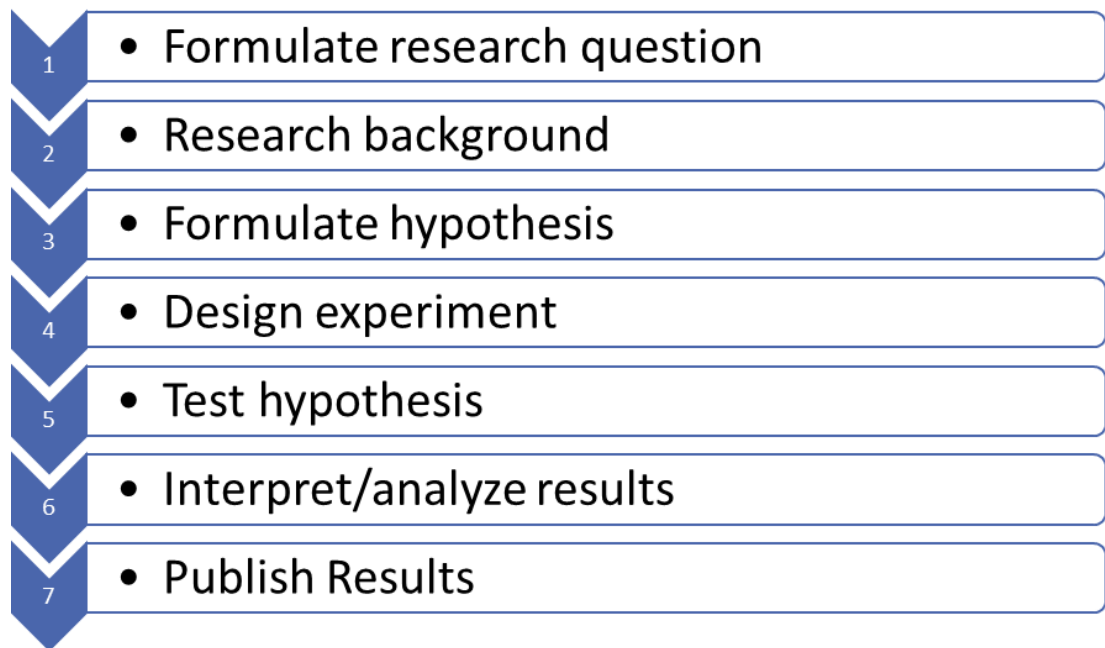 1 • Formulate research question
2 • Research background
3 • Formulate hypothesis
4 • Design experiment
5 • Test hypothesis
6 • Interpret/analyze results
7 • Publish Results